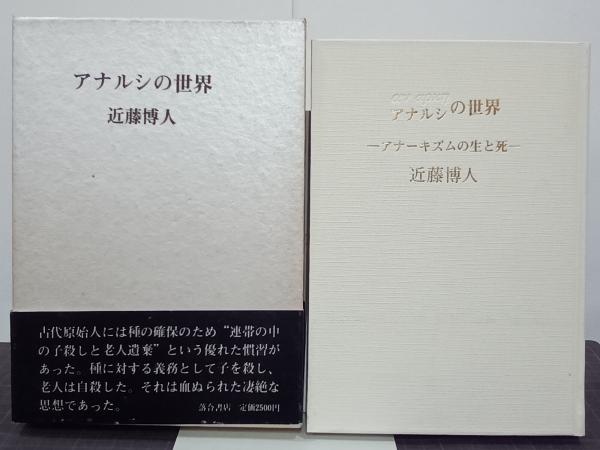 アナルシの世界
近藤博人
古代原始人には種の確保のため“連帯の中
の子殺しと老人遺棄”という優れた慣習が
あった。種に対する義務として子を殺し、
老人は自殺した。それは血ぬられた凄絶な
思想であった。
落合書店 定価2500円
アナルシの世界
―アナーキズムの生と死―
近藤博人